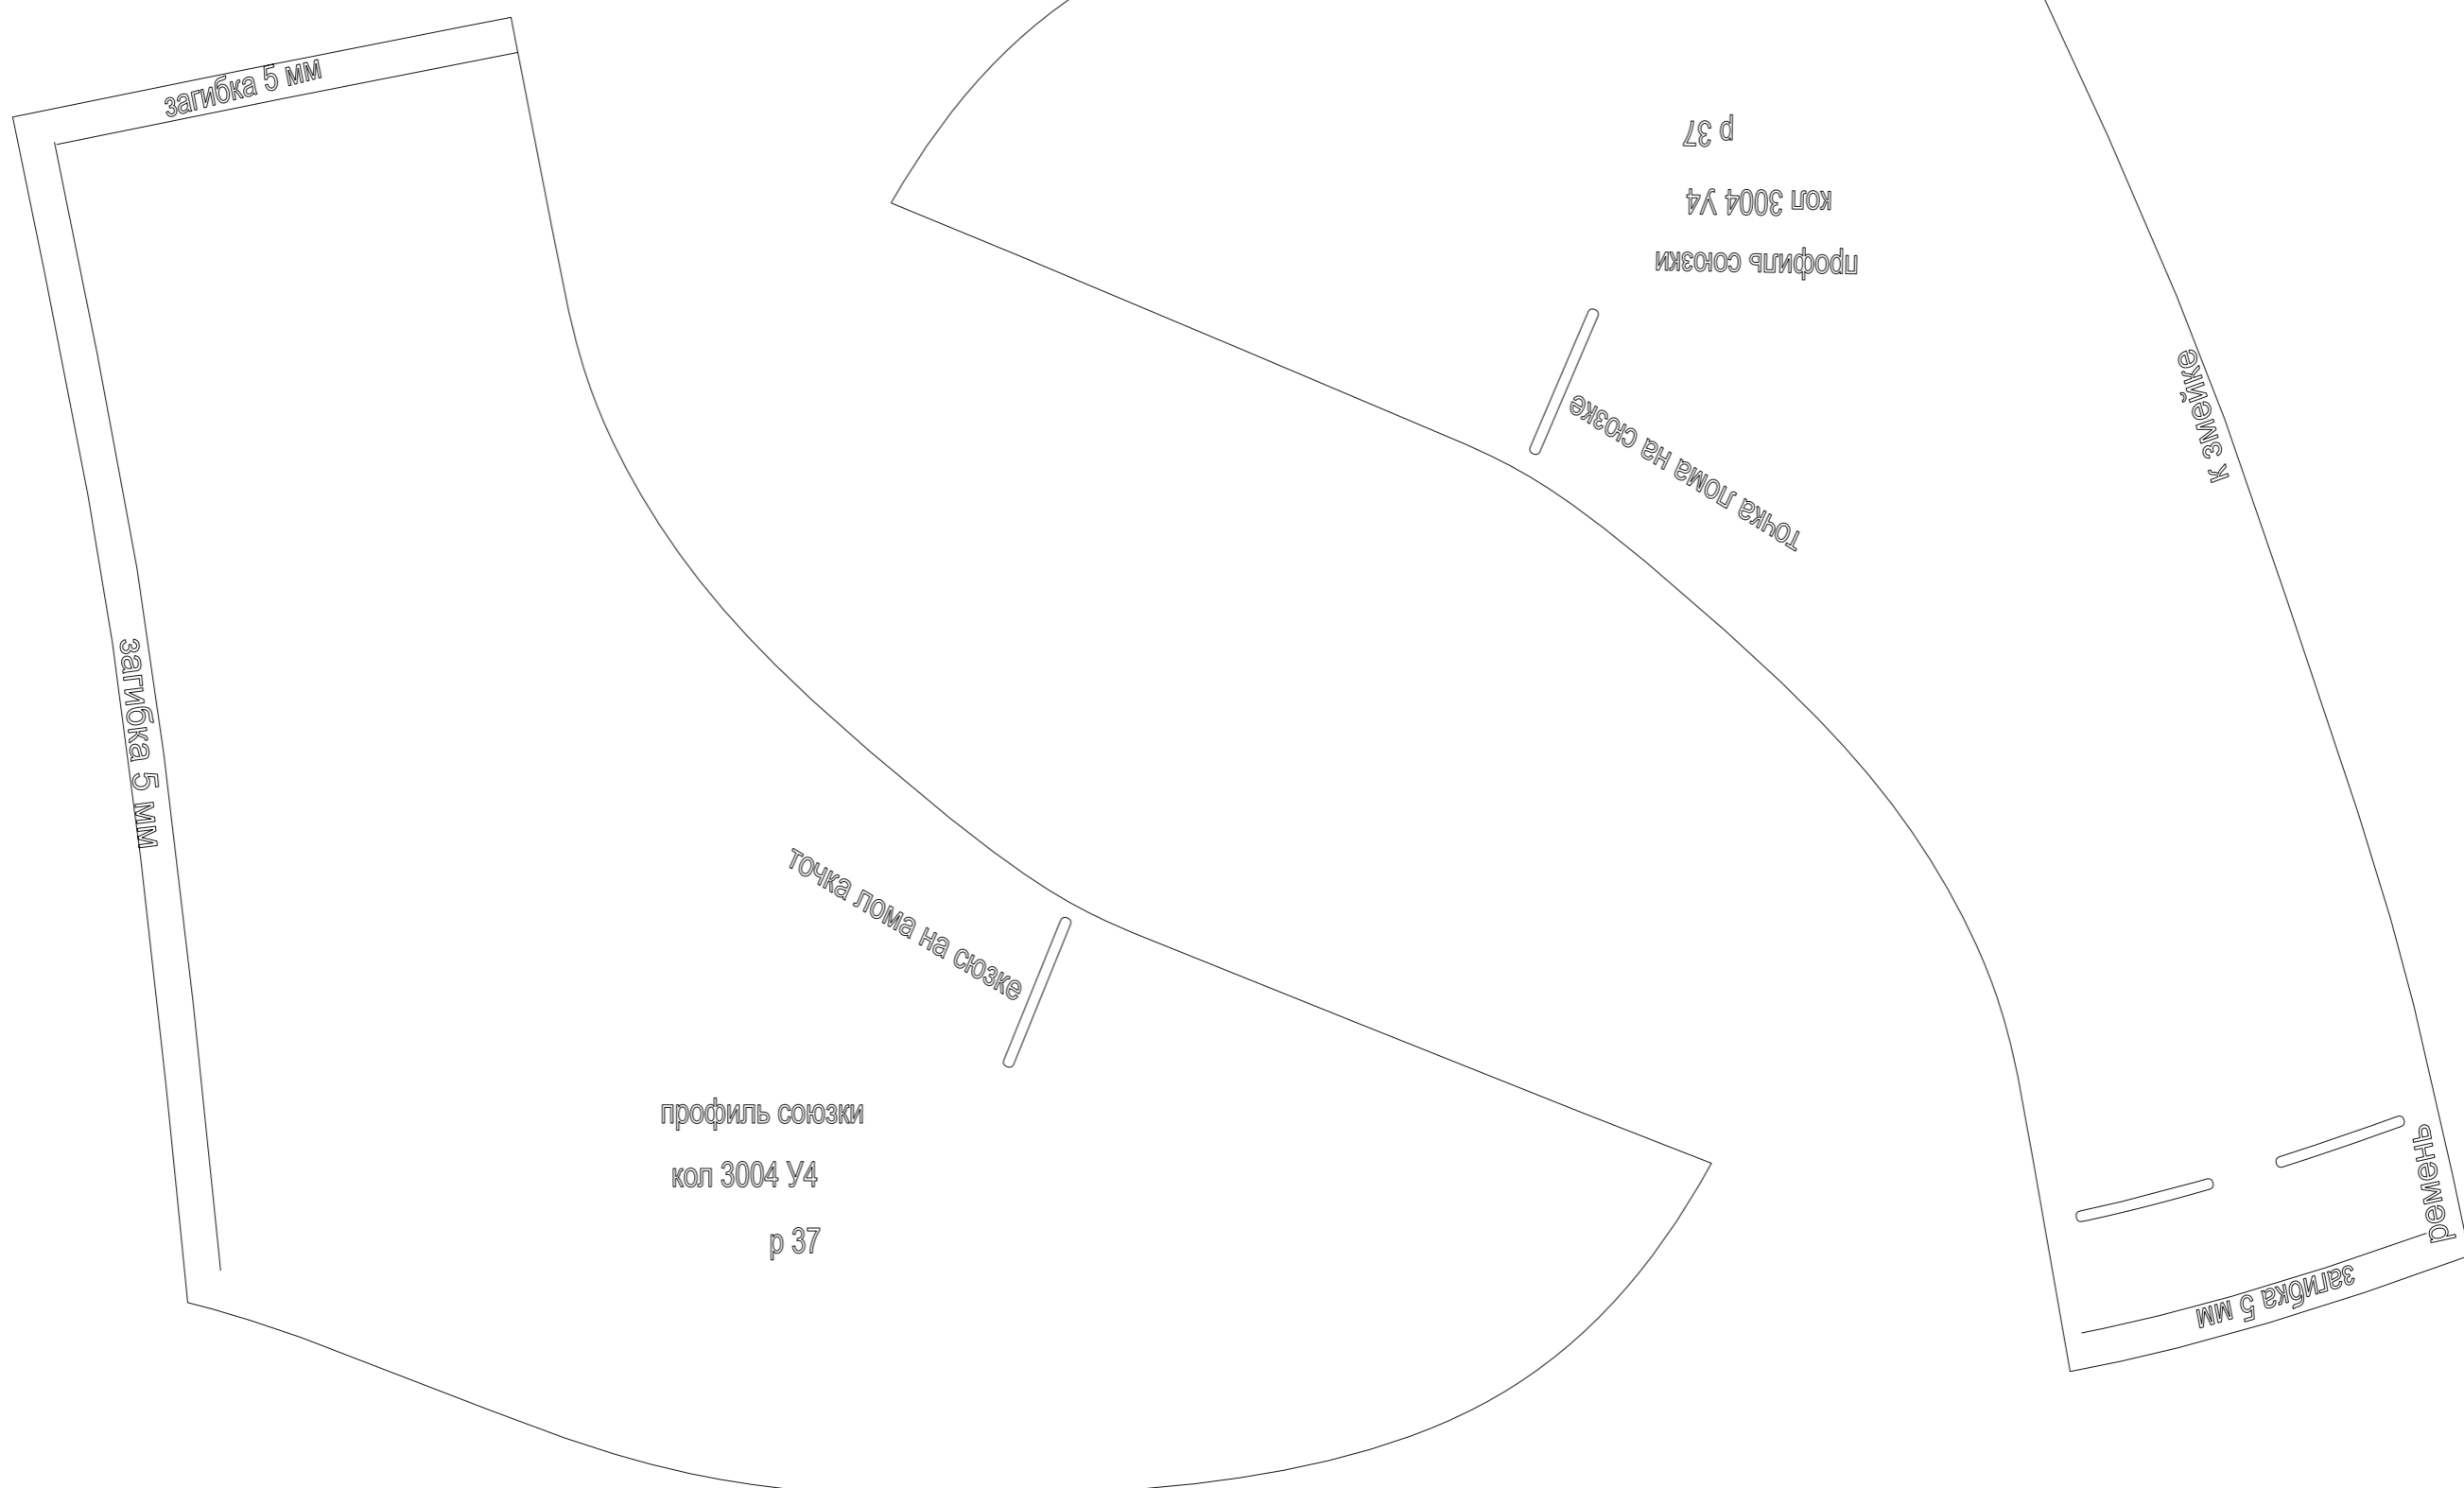 загибка 5 мм
загибка 5 мм
точка лома на сюзке
профиль союзки
кол 3004 У4
р 37
профиль союзки
кол 3004 У4
р 37
точка лома на сюзке
к змейке
ремень
загибка 5 мм